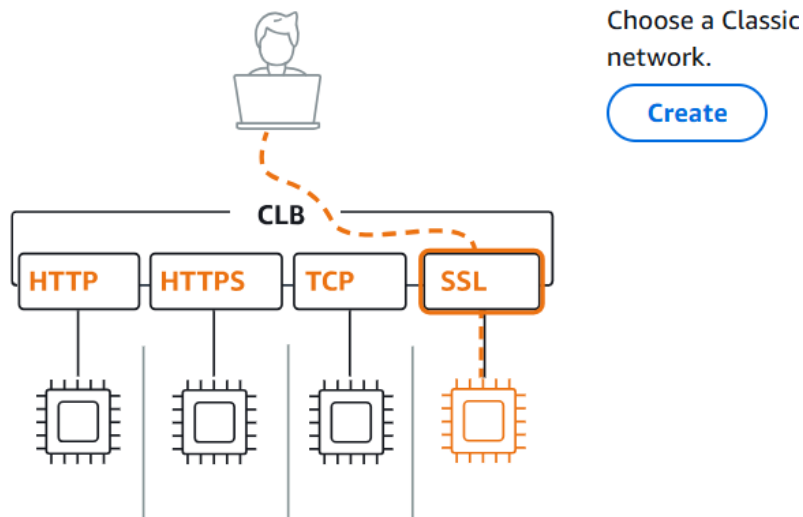 Choose a Classic
network.
Create
CLB
HTTP
HTTPS
TCP
SSL